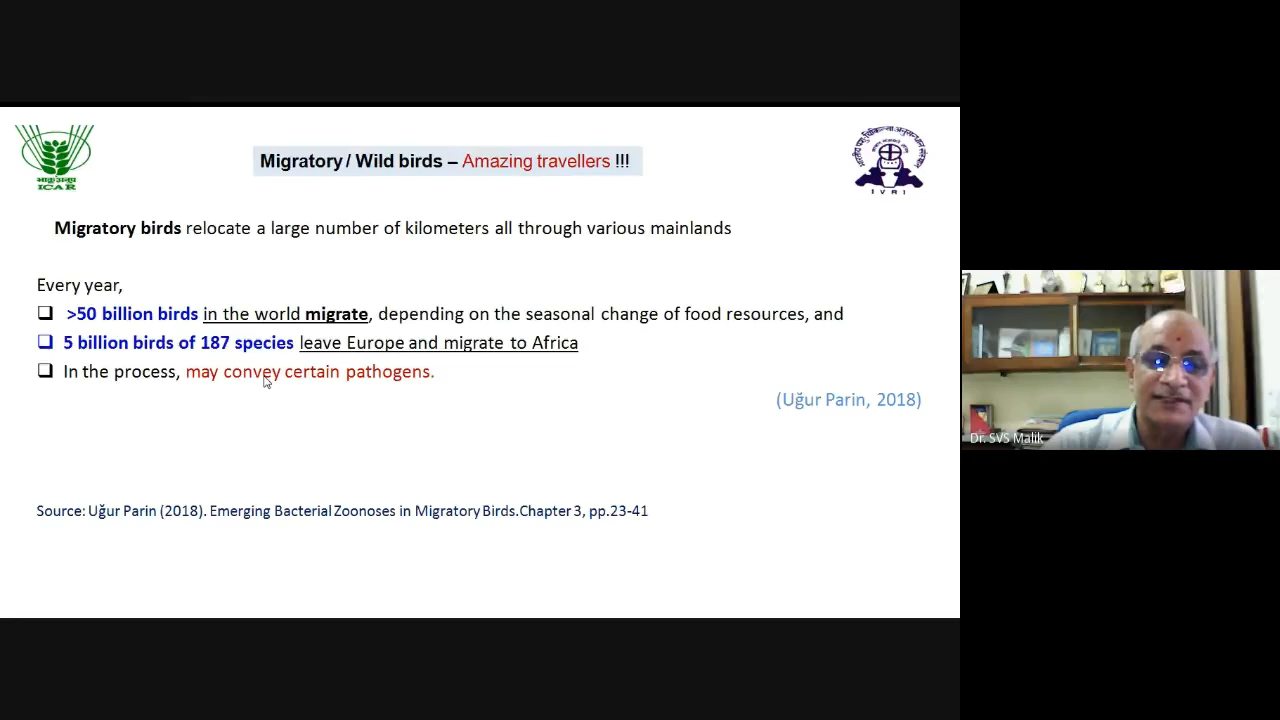 Migratory / Wild birds – Amazing travellers !!!
ICAR
I V R I
Migratory birds relocate a large number of kilometers all through various mainlands
Every year,
>50 billion birds in the world migrate, depending on the seasonal change of food resources, and
5 billion birds of 187 species leave Europe and migrate to Africa
In the process, may convey certain pathogens.
(Uğur Parin, 2018)
Dr. SVS Malik
Source: Uğur Parin (2018). Emerging Bacterial Zoonoses in Migratory Birds.Chapter 3, pp.23-41